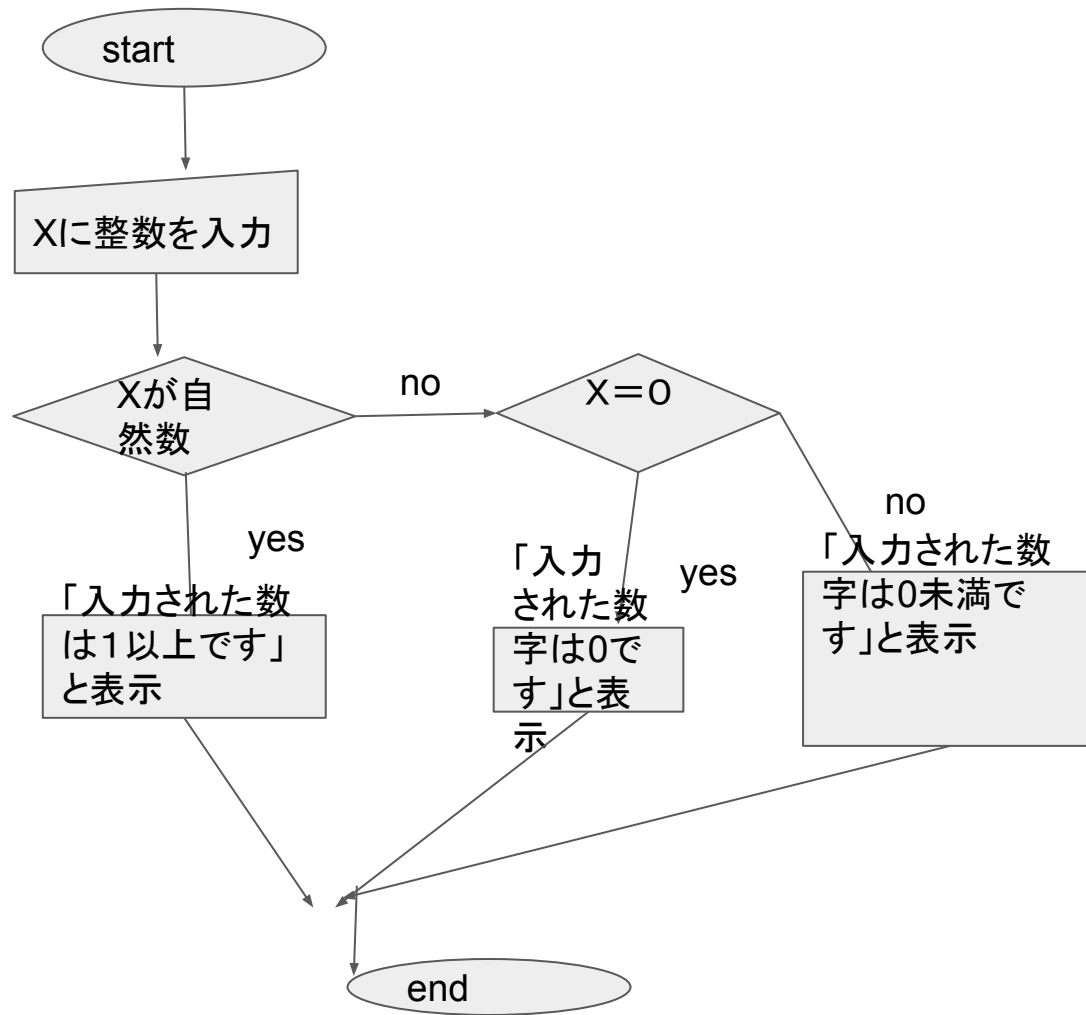 start
Xに整数を入力
Xが自
然数
no
X＝0
yes
「入力された数
は１以上です」
と表示
「入力
された数
字は0で
す」と表
示
yes
no
「入力された数
字は0未満で
す」と表示
end